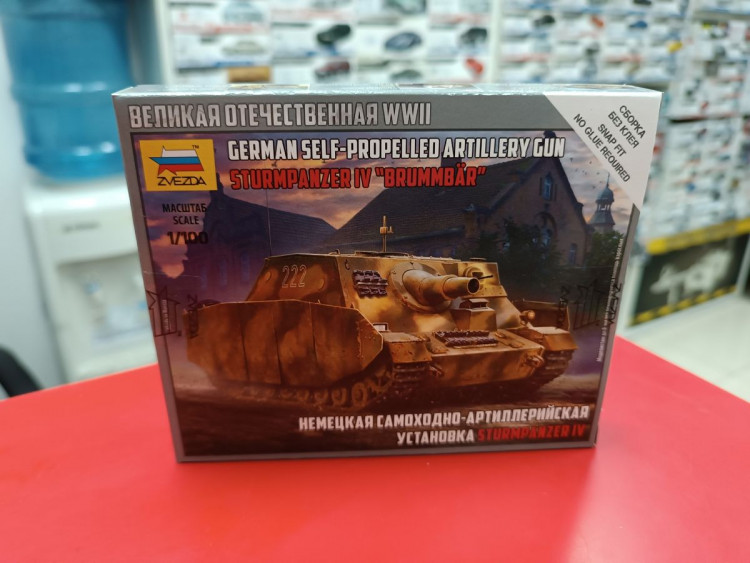 ВЕЛИКАЯ ОТЕЧЕСТВЕННАЯ WWII
СБОРКА
БЕЗ КЛЕЯ
SNAP FIT
NO GLUE REQUIRED
ZVEZDA
TM
GERMAN SELF-PROPELLED ARTILLERY GUN
STURMPANZER IV "BRUMMBÄR"
МАСШТАБ
SCALE
1/100
222
НЕМЕЦКАЯ САМОХОДНО-АРТИЛЛЕРИЙСКАЯ
УСТАНОВКА STURMPANZER IV